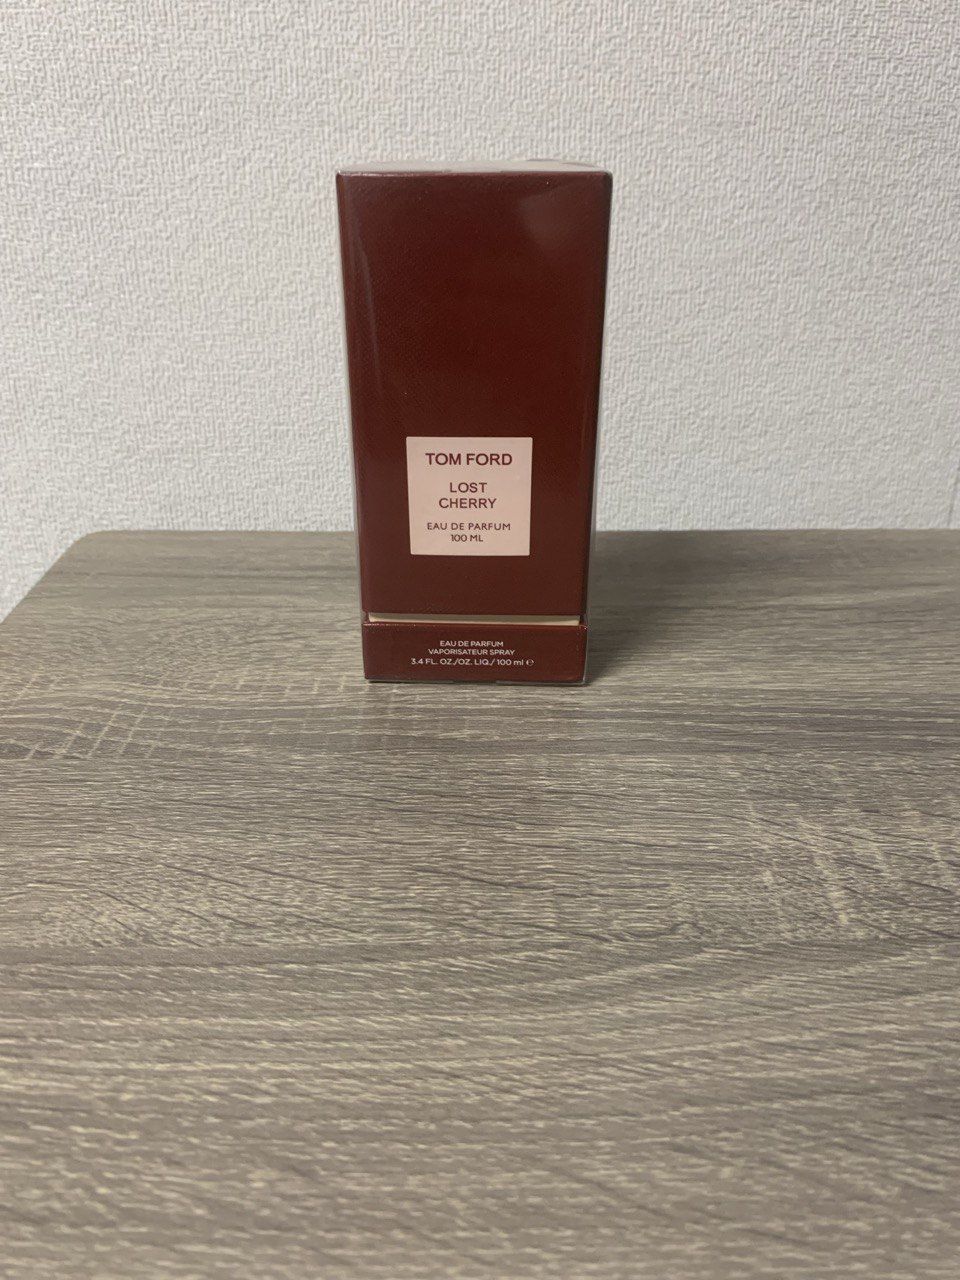 TOM FORD
LOST
CHERRY
EAU DE PARFUM
100 ML
EAU DE PARFUM
VAPORISATEUR SPRAY
3.4 FL. OZ./OZ. LIQ./ 100 ml ℮